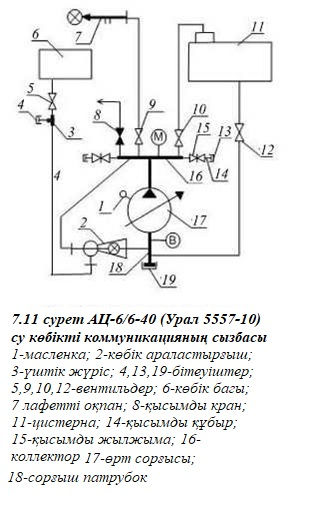 6
7
11
5
4
3
8
9
M
10
15
13
12
14
16
4
1
17
2
B
18
19
7.11 сурет АЦ-6/6-40 (Урал 5557-10)
су көбікті коммуникацияның сызбасы
1-масленка; 2-көбік араластырғыш;
3-үштік жүріс; 4,13,19-бітеуіштер;
5,9,10,12-вентильдер; 6-көбік бағы;
7 лафетті оқпан; 8-қысымды кран;
11-цистерна; 14-қысымды құбыр;
15-қысымды жылжыма; 16-
коллектор 17-өрт сорғысы;
18-сорғыш патрубок